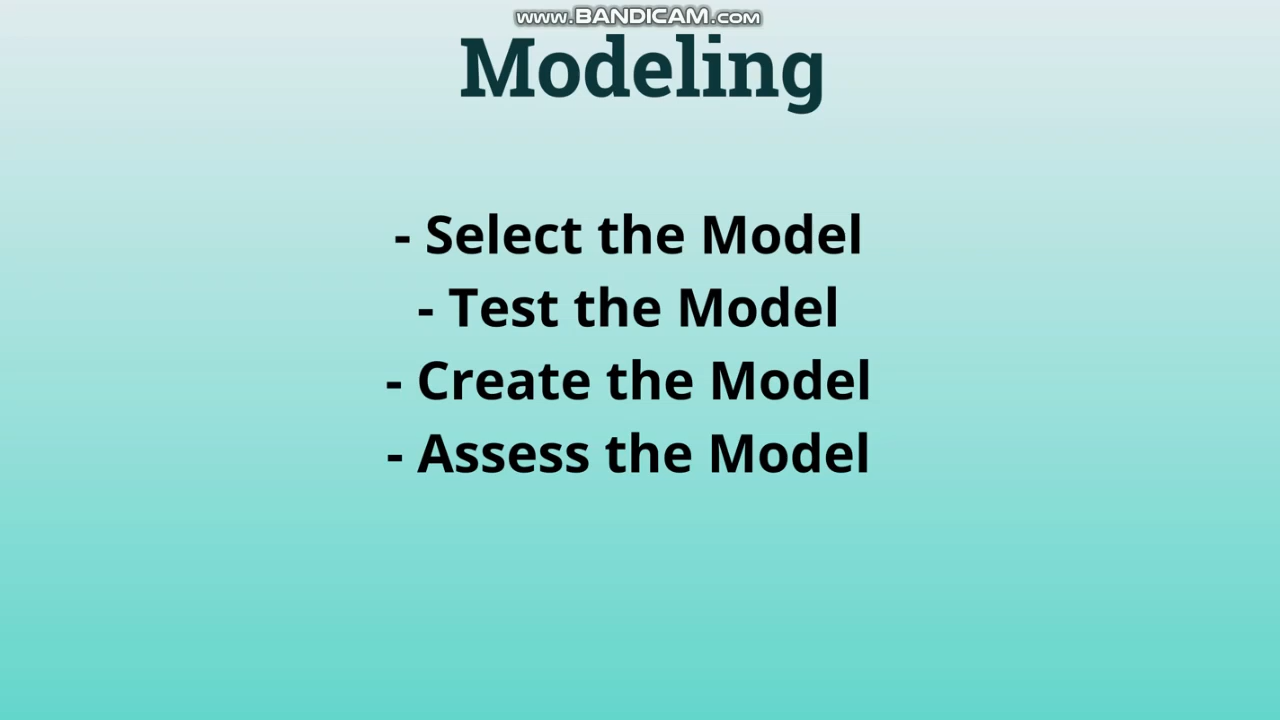 www.BANDICAM.com
Modeling
- Select the Model
- Test the Model
- Create the Model
- Assess the Model